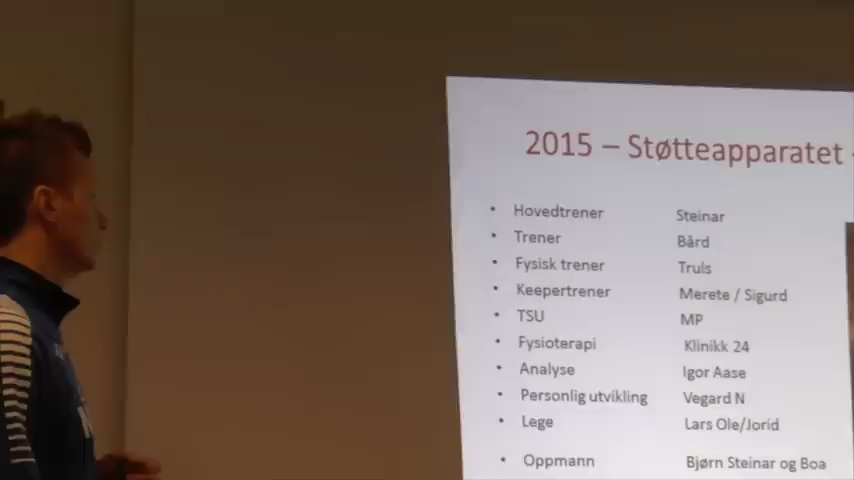 2015 – Støtteapparatet
• Hovedtrener Steinar
• Trener Bård
• Fysisk trener Truls
• Keepertrener Merete / Sigurd
• TSU MP
• Fysioterapi Klinikk 24
• Analyse Igor Aase
• Personlig utvikling Vegard N
• Lege Lars Ole/Jorid
• Oppmann Bjørn Steinar og Boa